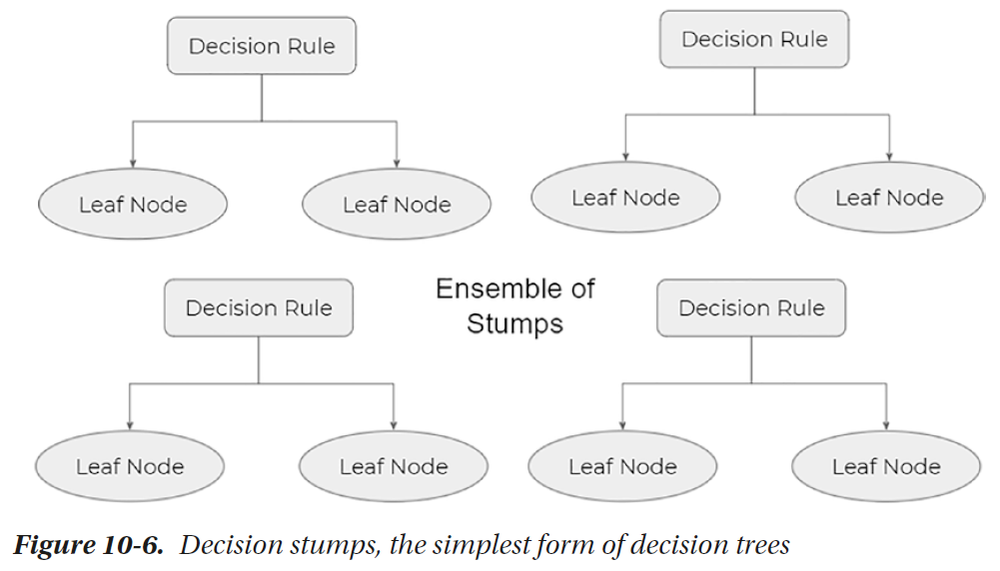 Decision Rule
Decision Rule
Leaf Node
Leaf Node
Leaf Node
Leaf Node
Ensemble of
Stumps
Decision Rule
Decision Rule
Leaf Node
Leaf Node
Leaf Node
Leaf Node
Figure 10-6. Decision stumps, the simplest form of decision trees